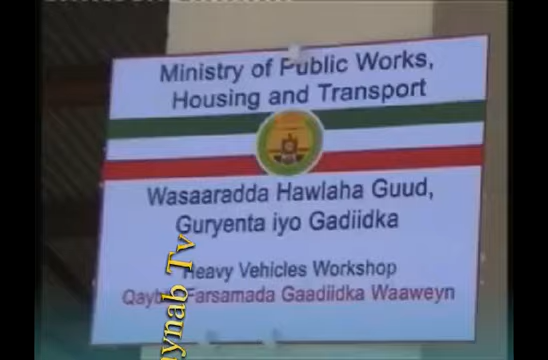 Ministry of Public Works,
Housing and Transport
Wasaaradda Hawlaha Guud,
Guryenta iyo Gadiidka
Heavy Vehicles Workshop
Farsamada Gaadiidka Waaweyn
Tv